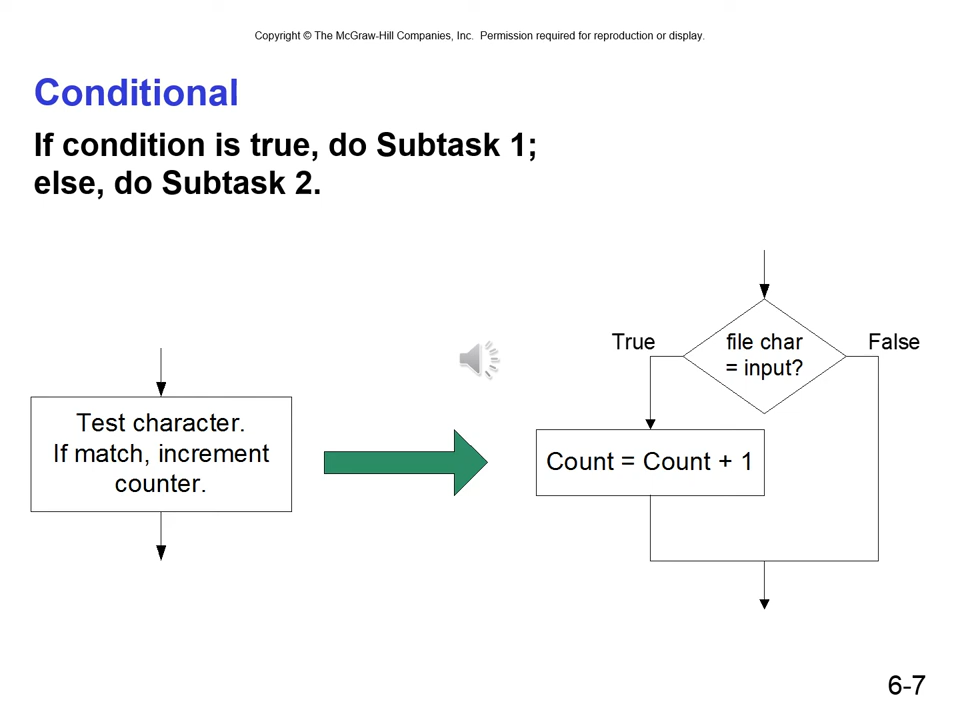 Copyright © The McGraw-Hill Companies, Inc. Permission required for reproduction or display.
Conditional
If condition is true, do Subtask 1;
else, do Subtask 2.
Test character.
If match, increment
counter.
True
file char
= input?
False
Count = Count + 1
6-7